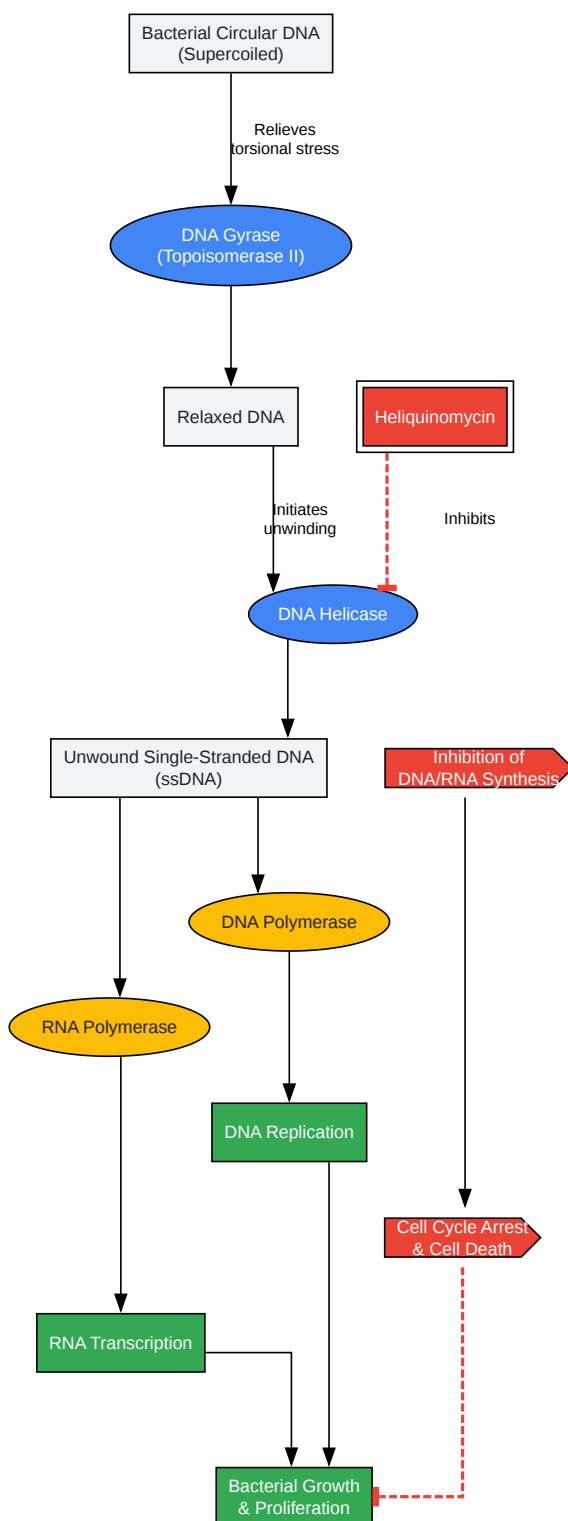 Bacterial Circular DNA
(Supercoiled)
Relieves
torsional stress
DNA Gyrase
(Topoisomerase II)
Relaxed DNA
Heliquinomycin
Initiates
unwinding
Inhibits
DNA Helicase
Unwound Single-Stranded DNA
(ssDNA)
Inhibition of
DNA/RNA Synthesis
DNA Polymerase
RNA Polymerase
DNA Replication
Cell Cycle Arrest
& Cell Death
RNA Transcription
Bacterial Growth
& Proliferation